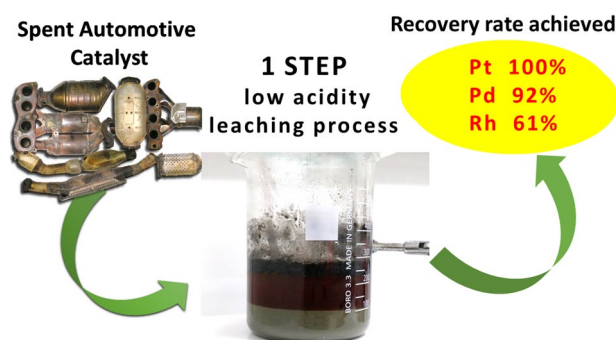 Spent Automotive
Catalyst
1 STEP
low acidity
leaching process
Recovery rate achieved
Pt 100%
Pd 92%
Rh 61%
BORO 3.3 MADE IN GERMANY